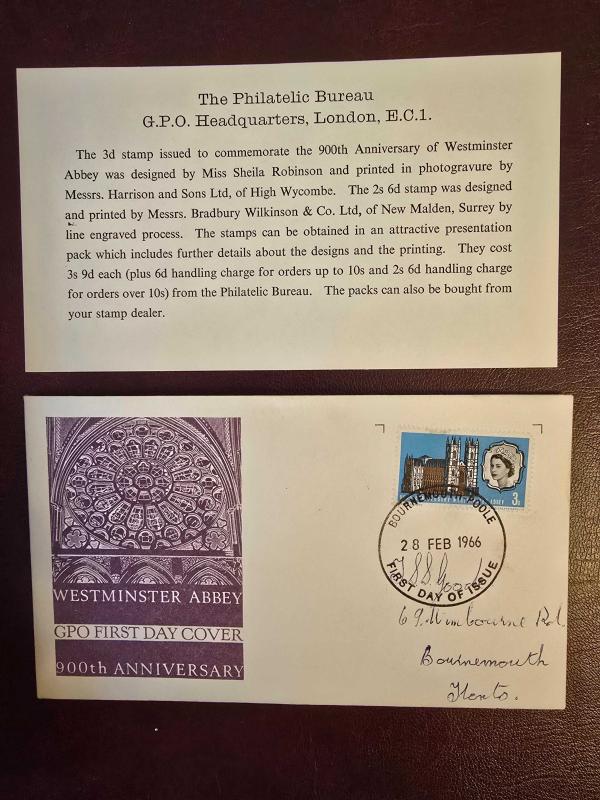 The Philatelic Bureau
G.P.O. Headquarters, London, E.C.1.
The 3d stamp issued to commemorate the 900th Anniversary of Westminster
Abbey was designed by Miss Sheila Robinson and printed in photogravure by
Messrs. Harrison and Sons Ltd, of High Wycombe. The 2s 6d stamp was designed
and printed by Messrs. Bradbury Wilkinson & Co. Ltd, of New Malden, Surrey by
line engraved process. The stamps can be obtained in an attractive presentation
pack which includes further details about the designs and the printing. They cost
3s 9d each (plus 6d handling charge for orders up to 10s and 2s 6d handling charge
for orders over 10s) from the Philatelic Bureau. The packs can also be bought from
your stamp dealer.
WESTMINSTER ABBEY
GPO FIRST DAY COVER
900th ANNIVERSARY
3D
BOURNEMOUTH-POOLE
28 FEB 1966
FIRST DAY OF ISSUE
Rd.
Bournemouth
Hants.